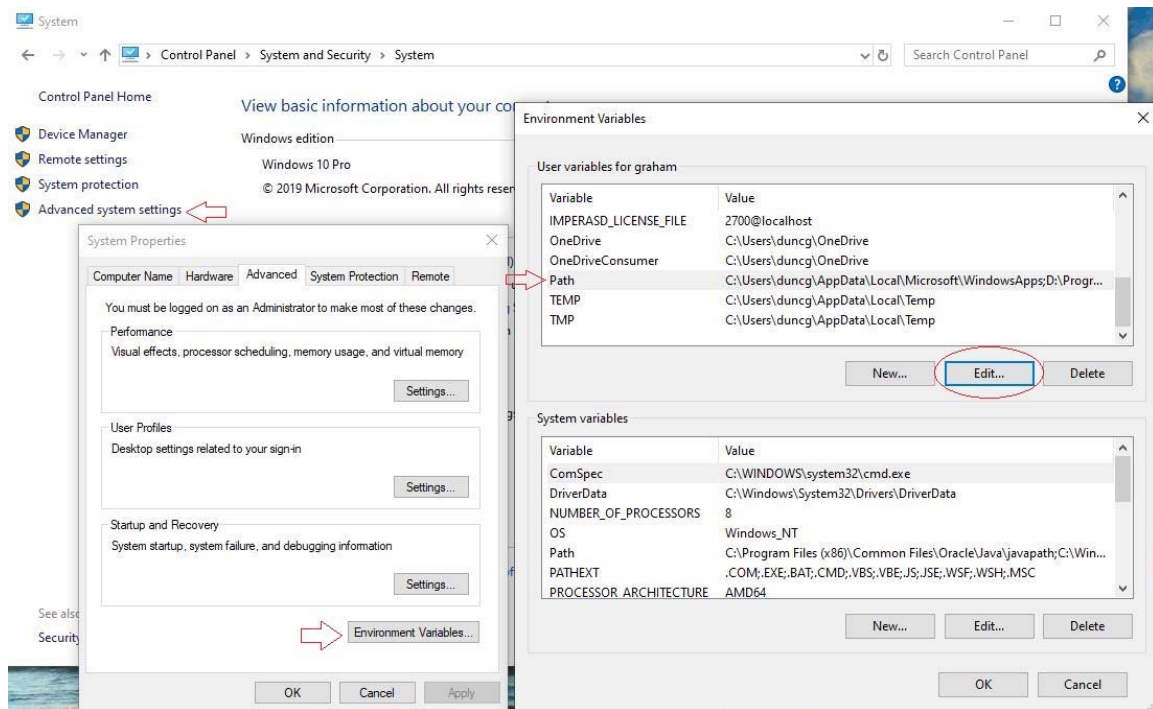 System
Control Panel > System and Security > System
Search Control Panel
Control Panel Home
Device Manager
Remote settings
System protection
Advanced system settings
View basic information about your
Windows edition
Windows 10 Pro
© 2019 Microsoft Corporation. All rights
See also
Security
System Properties
Computer Name Hardware Advanced System Protection Remote
You must be logged on as an Administrator to make most of these changes.
Performance
Visual effects, processor scheduling, memory usage, and virtual memory
Settings...
User Profiles
Desktop settings related to your sign-in
Settings...
Startup and Recovery
System startup, system failure, and debugging information
Settings...
Environment Variables...
OK Cancel Apply
Environment Variables
User variables for graham
Variable Value
IMPERASD_LICENSE_FILE 2700@localhost
OneDrive C:\Users\duncg\OneDrive
OneDriveConsumer C:\Users\duncg\OneDrive
Path C:\Users\duncg\AppData\Local\Microsoft\WindowsApps;D:\Progr...
TEMP C:\Users\duncg\AppData\Local\Temp
TMP C:\Users\duncg\AppData\Local\Temp
New... Edit... Delete
System variables
Variable Value
ComSpec C:\WINDOWS\system32\cmd.exe
DriverData C:\Windows\System32\Drivers\DriverData
NUMBER_OF_PROCESSORS 8
OS Windows_NT
Path C:\Program Files (x86)\Common Files\Oracle\Java\javapath;C:\Win...
PATHEXT .COM;.EXE;.BAT;.CMD;.VBS;.VBE;.JS;.JSE;.WSF;.WSH;.MSC
PROCESSOR_ARCHITECTURE AMD64
New... Edit... Delete
OK Cancel